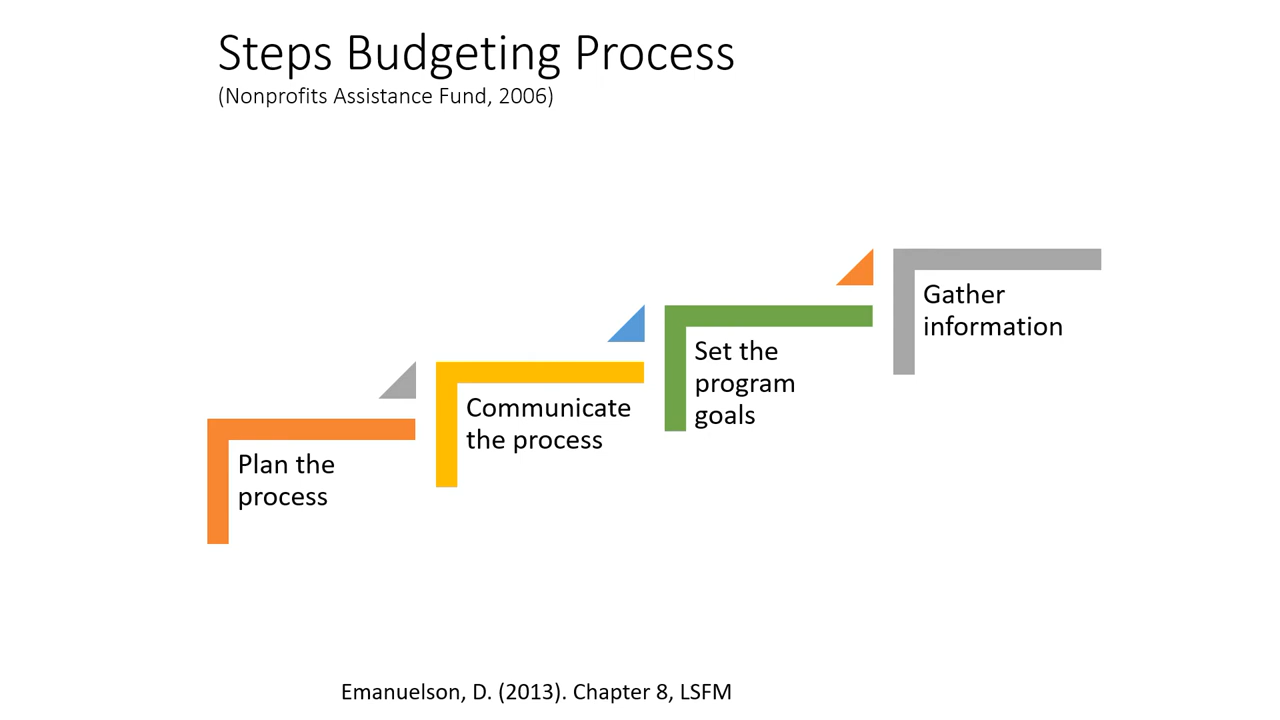 Steps Budgeting Process
(Nonprofits Assistance Fund, 2006)
Plan the
process
Communicate
the process
Set the
program
goals
Gather
information
Emanuelson, D. (2013). Chapter 8, LSFM